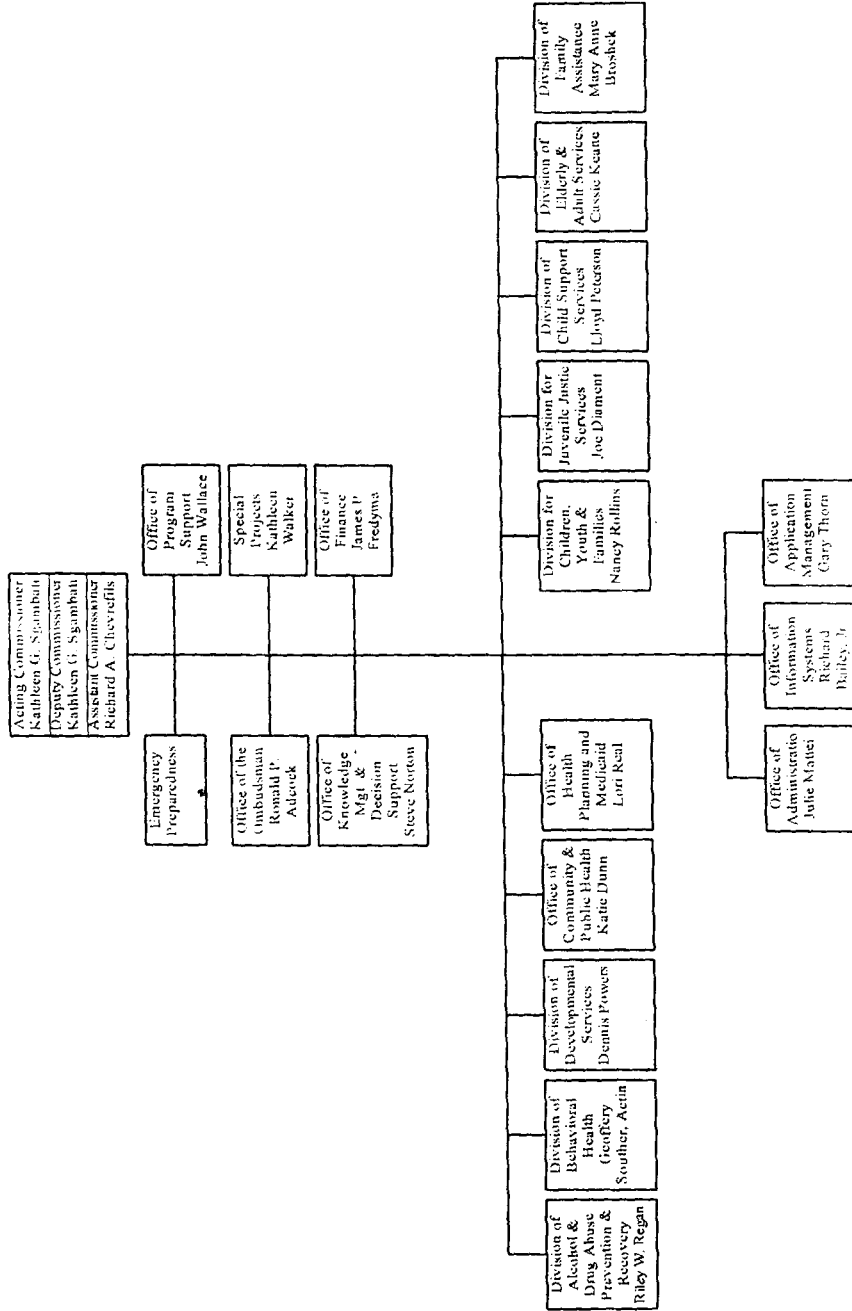 Acting Commissioner
Kathleen G. Sgambati
Deputy Commissioner
Kathleen G. Sgambati
Assistant Commissioner
Richard A. Chevrefils
Emergency
Preparedness
Office of
Program
Support
John Wallace
Office of the
Ombudsman
Ronald P.
Adcock
Special
Projects
Kathleen
Walker
Office of
Knowledge
Mgt &
Decision
Support
Steve Norton
Office of
Finance
James P
Fredyma
Division of
Alcohol &
Drug Abuse
Prevention &
Recovery
Riley W. Regan
Division of
Behavioral
Health
Geoffery
Souther, Actin
Division of
Developmental
Services
Dennis Powers
Office of
Community &
Public Health
Katie Dunn
Office of
Health
Planning and
Medicaid
Lori Real
Division for
Children,
Youth &
Families
Nancy Rollins
Division for
Juvenile Justic
Services
Joe Diament
Division of
Child Support
Services
Lloyd Peterson
Division of
Elderly &
Adult Services
Cassie Keane
Division of
Family
Assistance
Mary Anne
Broshek
Office of
Administratio
Julie Mattei
Office of
Information
Systems
Richard
Bailey, Jr
Office of
Application
Management
Gary Thorn